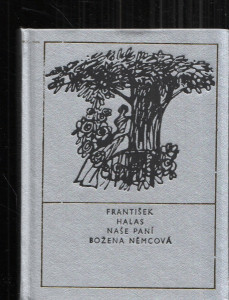 FRANTIŠEK
HALAS
NAŠE PANÍ
BOŽENA NĚMCOVÁ